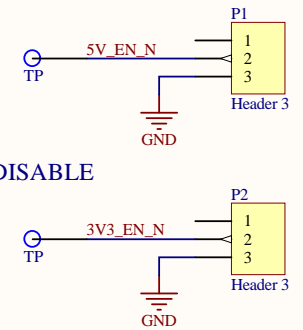 P1
5V_EN_N
1
2
3
TP
Header 3
GND
DISABLE
P2
3V3_EN_N
1
2
3
TP
Header 3
GND